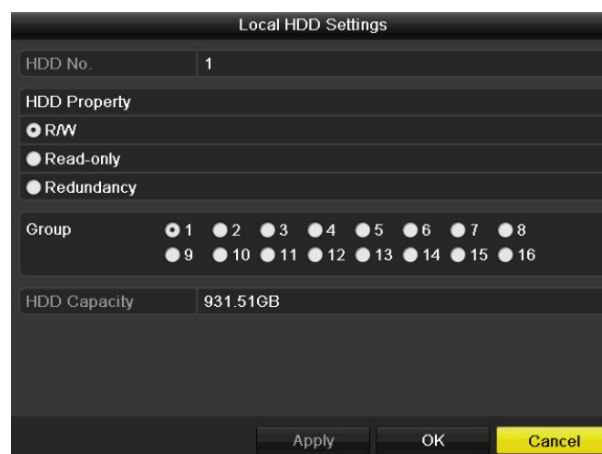 Local HDD Settings
HDD No. 1
HDD Property
R/W
Read-only
Redundancy
Group 1 2 3 4 5 6 7 8
9 10 11 12 13 14 15 16
HDD Capacity 931.51GB
Apply OK Cancel